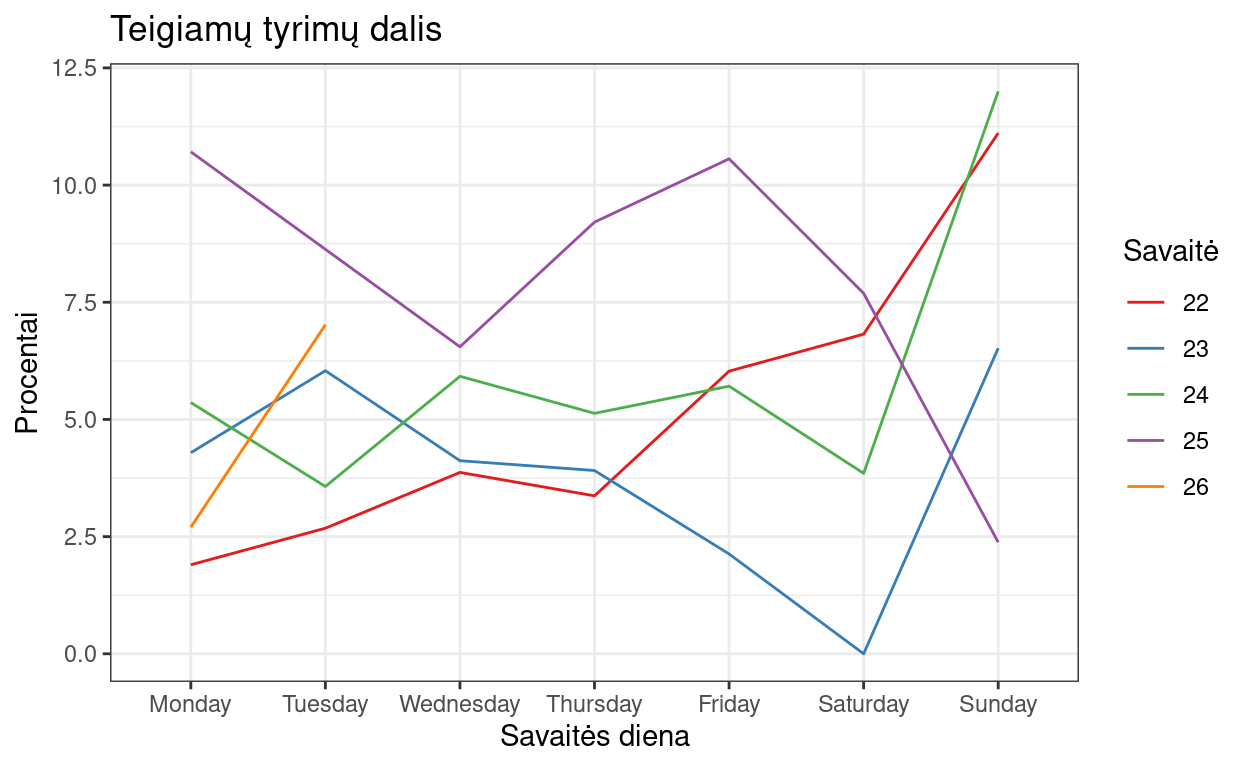 Teigiamų tyrimų dalis
Procentai
12.5
10.0
7.5
5.0
2.5
0.0
Monday Tuesday Wednesday Thursday Friday Saturday Sunday
Savaitės diena
Savaitė
22
23
24
25
26